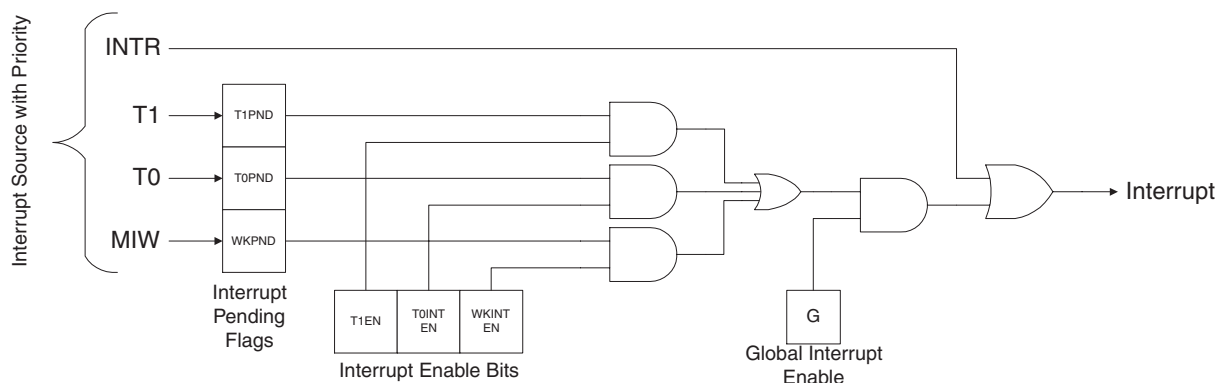 Interrupt Source with Priority
INTR
T1
T0
MIW
T1PND
T0PND
WKPND
Interrupt
Pending
Flags
T1EN
T0INT
EN
WKINT
EN
Interrupt Enable Bits
G
Global Interrupt
Enable
Interrupt